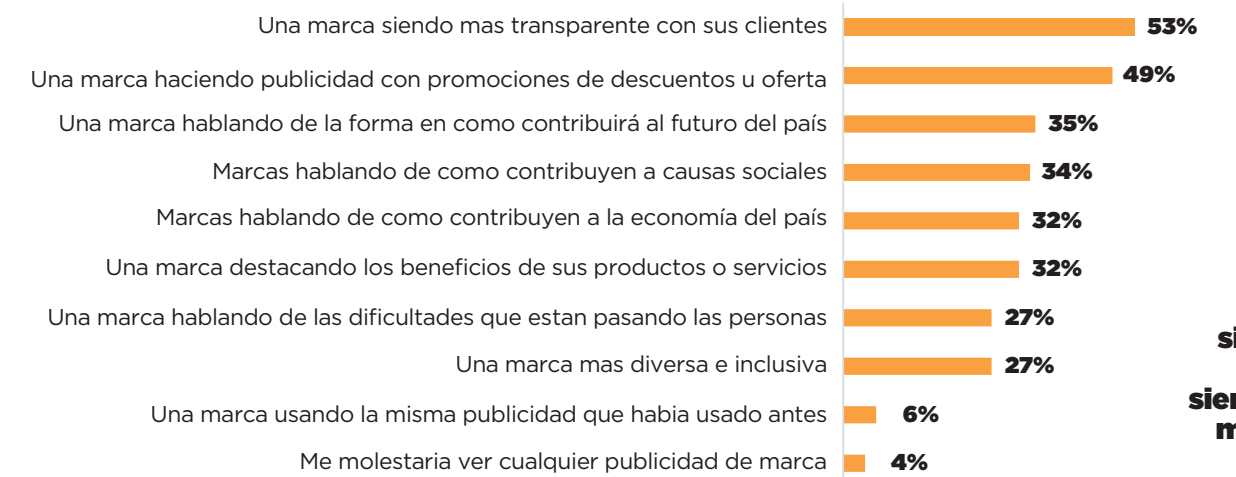 Una marca siendo mas transparente con sus clientes 53%
Una marca haciendo publicidad con promociones de descuentos u oferta 49%
Una marca hablando de la forma en como contribuirá al futuro del país 35%
Marcas hablando de como contribuyen a causas sociales 34%
Marcas hablando de como contribuyen a la economía del país 32%
Una marca destacando los beneficios de sus productos o servicios 32%
Una marca hablando de las dificultades que estan pasando las personas 27%
Una marca mas diversa e inclusiva 27%
Una marca usando la misma publicidad que habia usado antes 6%
Me molestaria ver cualquier publicidad de marca 4%